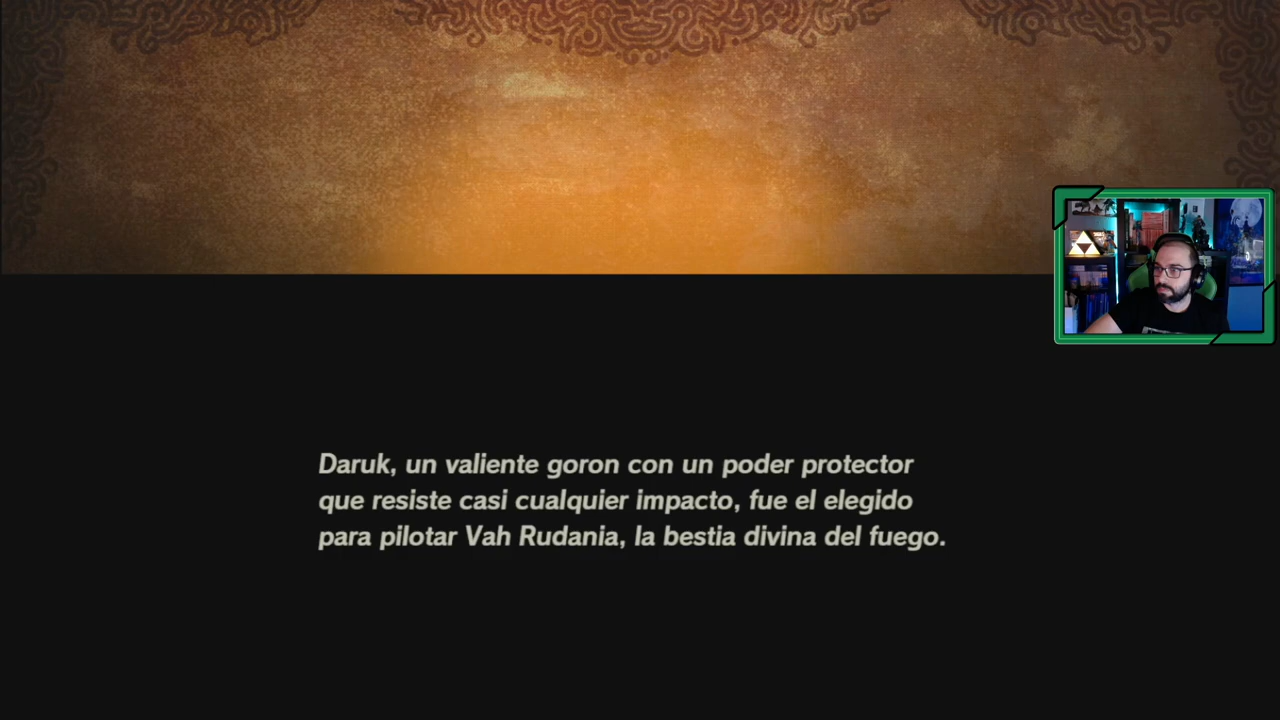 Daruk, un valiente goron con un poder protector
que resiste casi cualquier impacto, fue el elegido
para pilotar Vah Rudania, la bestia divina del fuego.